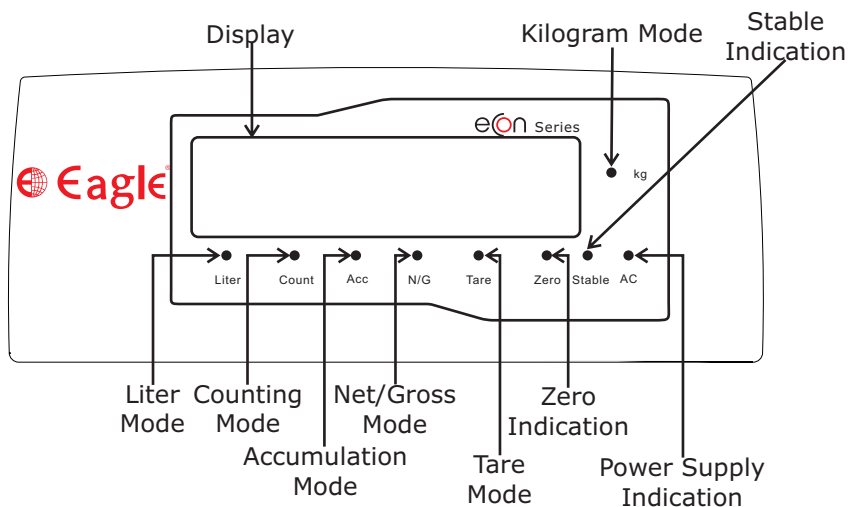 Display
Kilogram Mode
Stable
Indication
econ Series
Eagle®
kg
Liter
Count
Acc
N/G
Tare
Zero
Stable
AC
Liter
Mode
Counting
Mode
Net/Gross
Mode
Zero
Indication
Accumulation
Mode
Tare
Mode
Power Supply
Indication